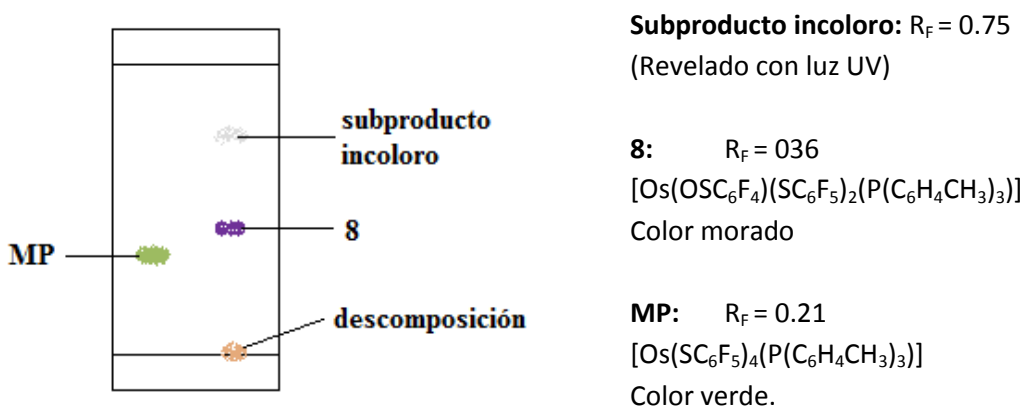 subproducto
incoloro
8
MP
descomposición
Subproducto incoloro: RF = 0.75
(Revelado con luz UV)
8: RF = 036
[Os(OSC6F4)(SC6F5)2(P(C6H4CH3)3)]
Color morado
MP: RF = 0.21
[Os(SC6F5)4(P(C6H4CH3)3)]
Color verde.